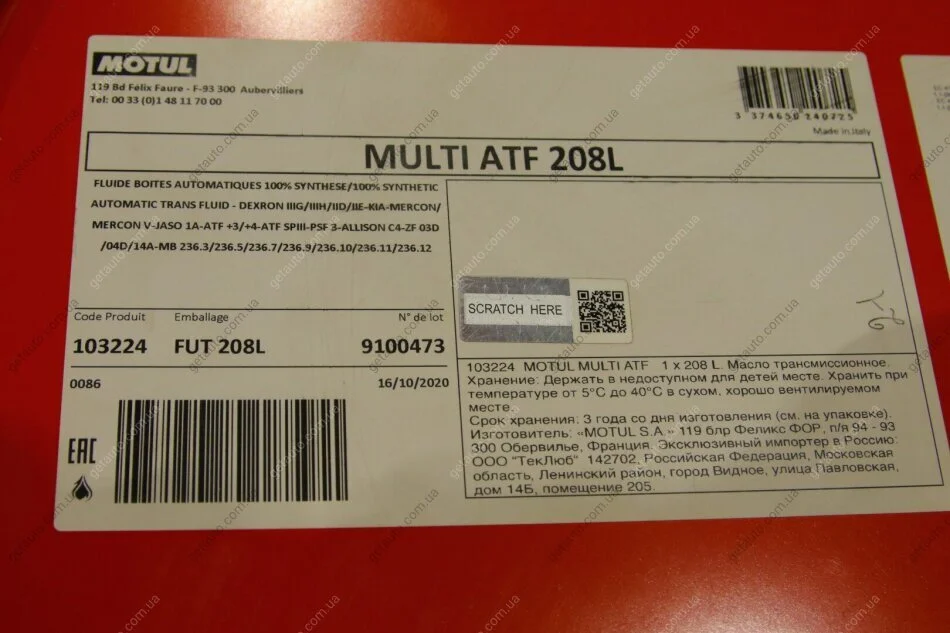 MOTUL
119 Bd Félix Faure - F-93 300 Aubervilliers
Tel: 00 33 (0)1 48 11 70 00
3 374650 240725
Made in Italy
MULTI ATF 208L
FLUIDE BOITES AUTOMATIQUES 100% SYNTHESE/100% SYNTHETIC
AUTOMATIC TRANS FLUID - DEXRON IIIG/IIIH/IID/IIE-KIA-MERCON/
MERCON V-JASO 1A-ATF +3/+4-ATF SPIII-PSF 3-ALLISON C4-ZF 03D
/04D/14A-MB 236.3/236.5/236.7/236.9/236.10/236.11/236.12
SCRATCH HERE
Code Produit Emballage N° de lot
103224 FUT 208L 9100473
0086 16/10/2020
EAC
103224 MOTUL MULTI ATF 1 x 208 L. Масло трансмиссионное.
Хранение: Держать в недоступном для детей месте. Хранить при
температуре от 5°С до 40°С в сухом, хорошо вентилируемом
месте.
Срок хранения: 3 года со дня изготовления (см. на упаковке).
Изготовитель: «MOTUL S.A.» 119 блр Феликс ФОР, п/я 94 - 93
300 Обервилье, Франция. Эксклюзивный импортер в Россию:
ООО "ТекЛюб" 142702, Российская Федерация, Московская
область, Ленинский район, город Видное, улица Павловская,
дом 14Б, помещение 205.
getauto.com.ua